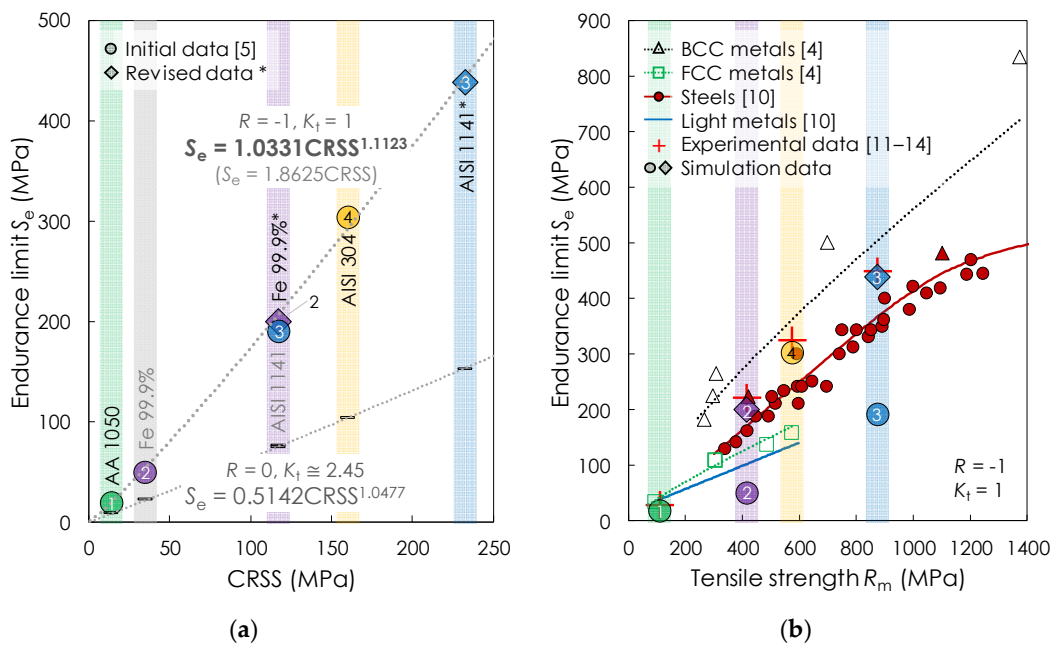 500
400
300
200
100
0
0
50
100
150
200
250
Endurance limit Se (MPa)
CRSS (MPa)
Initial data [5]
Revised data *
R = -1, Kt = 1
Se = 1.0331CRSS^1.1123
(Se = 1.8625CRSS)
R = 0, Kt ≅ 2.45
Se = 0.5142CRSS^1.0477
AA 1050
Fe 99.9%
Fe 99.9%*
AISI 1141
AISI 304
AISI 1141*
1
2
2
3
4
3
(a)
900
800
700
600
500
400
300
200
100
0
0
200
400
600
800
1000
1200
1400
Endurance limit Se (MPa)
Tensile strength Rm (MPa)
BCC metals [4]
FCC metals [4]
Steels [10]
Light metals [10]
Experimental data [11–14]
Simulation data
3
4
2
3
2
1
R = -1
Kt = 1
(b)